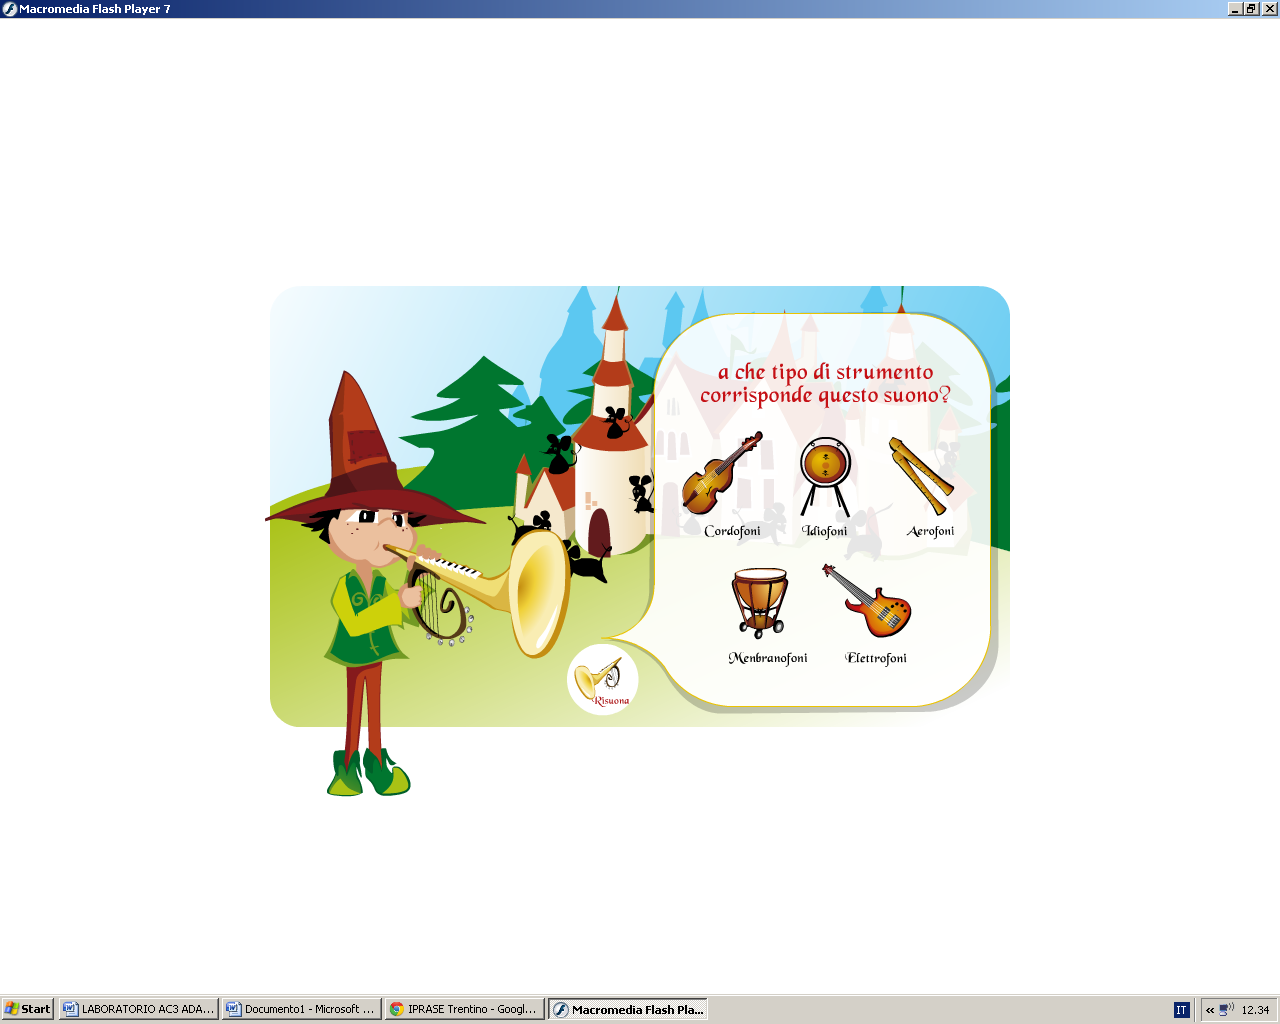 Macromedia Flash Player 7
a che tipo di strumento
corrisponde questo suono?
Cordofoni
Idiofoni
Aerofoni
Menbranofoni
Elettrofoni
Risuona
Start
LABORATORIO AC3 ADA...
Documento1 - Microsoft ...
IPRASE Trentino - Googl...
Macromedia Flash Pla...
IT
«
12.34